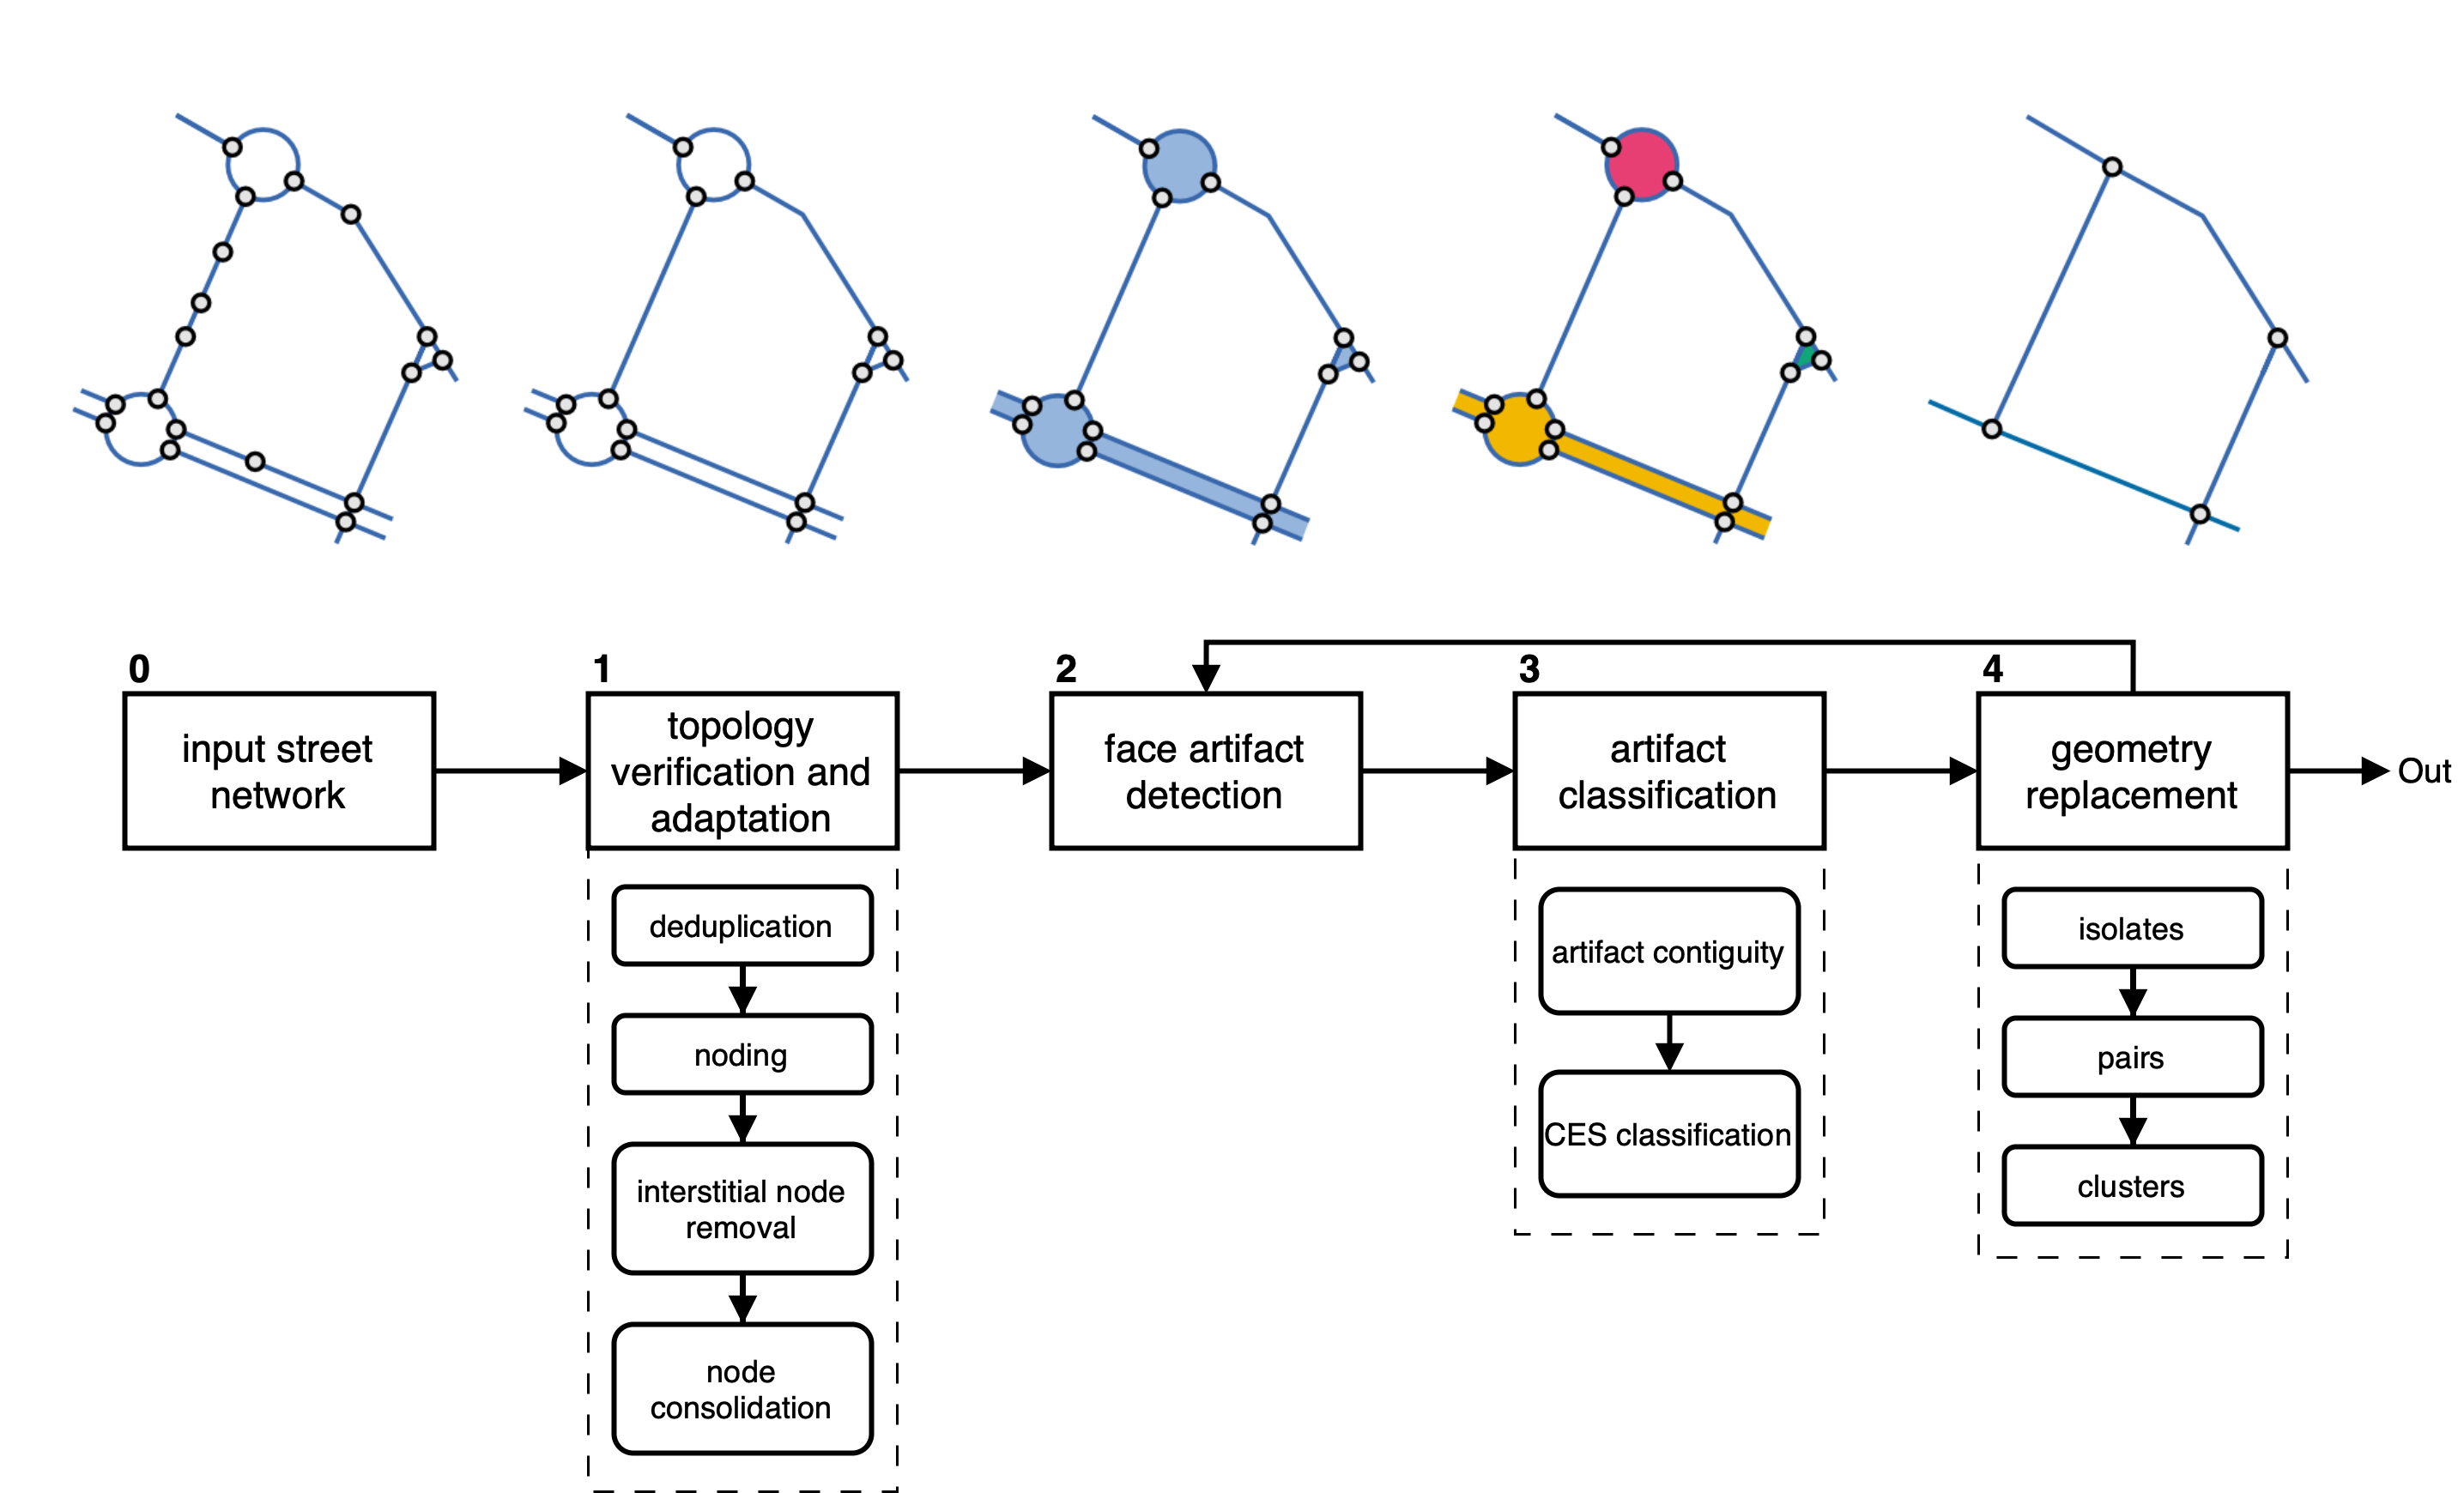 0
input street
network
1
topology
verification and
adaptation
2
face artifact
detection
3
artifact
classification
4
geometry
replacement
Out
deduplication
noding
interstitial node
removal
node
consolidation
artifact contiguity
CES classification
isolates
pairs
clusters